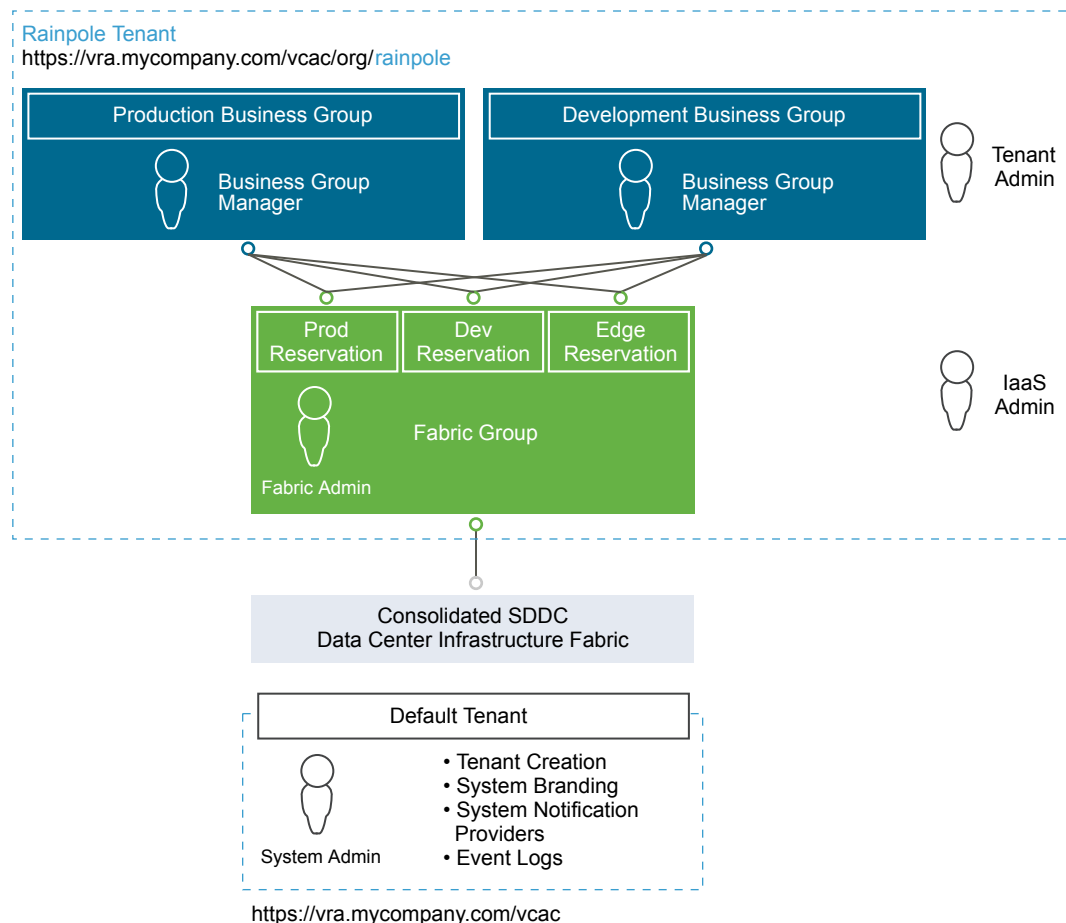 Rainpole Tenant
https://vra.mycompany.com/vcac/org/rainpole
Production Business Group
Business Group
Manager
Development Business Group
Business Group
Manager
Tenant
Admin
Prod
Reservation
Dev
Reservation
Edge
Reservation
Fabric Group
Fabric Admin
IaaS
Admin
Consolidated SDDC
Data Center Infrastructure Fabric
Default Tenant
• Tenant Creation
• System Branding
• System Notification
Providers
• Event Logs
System Admin
https://vra.mycompany.com/vcac